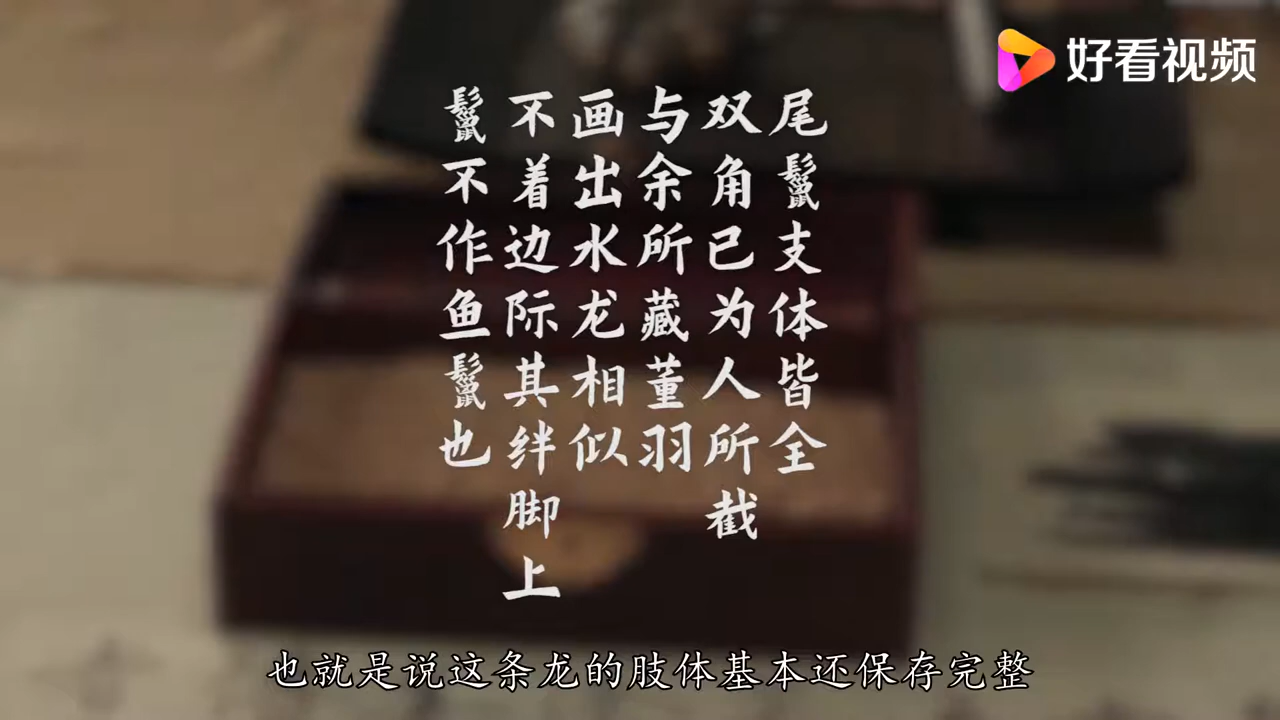 好看视频
尾鬣支体皆全
双角已为人所截
与余所藏董羽
画出水龙相似
不着边际其绊脚上
鬣不作鱼鬣也
也就是说这条龙的肢体基本还保存完整